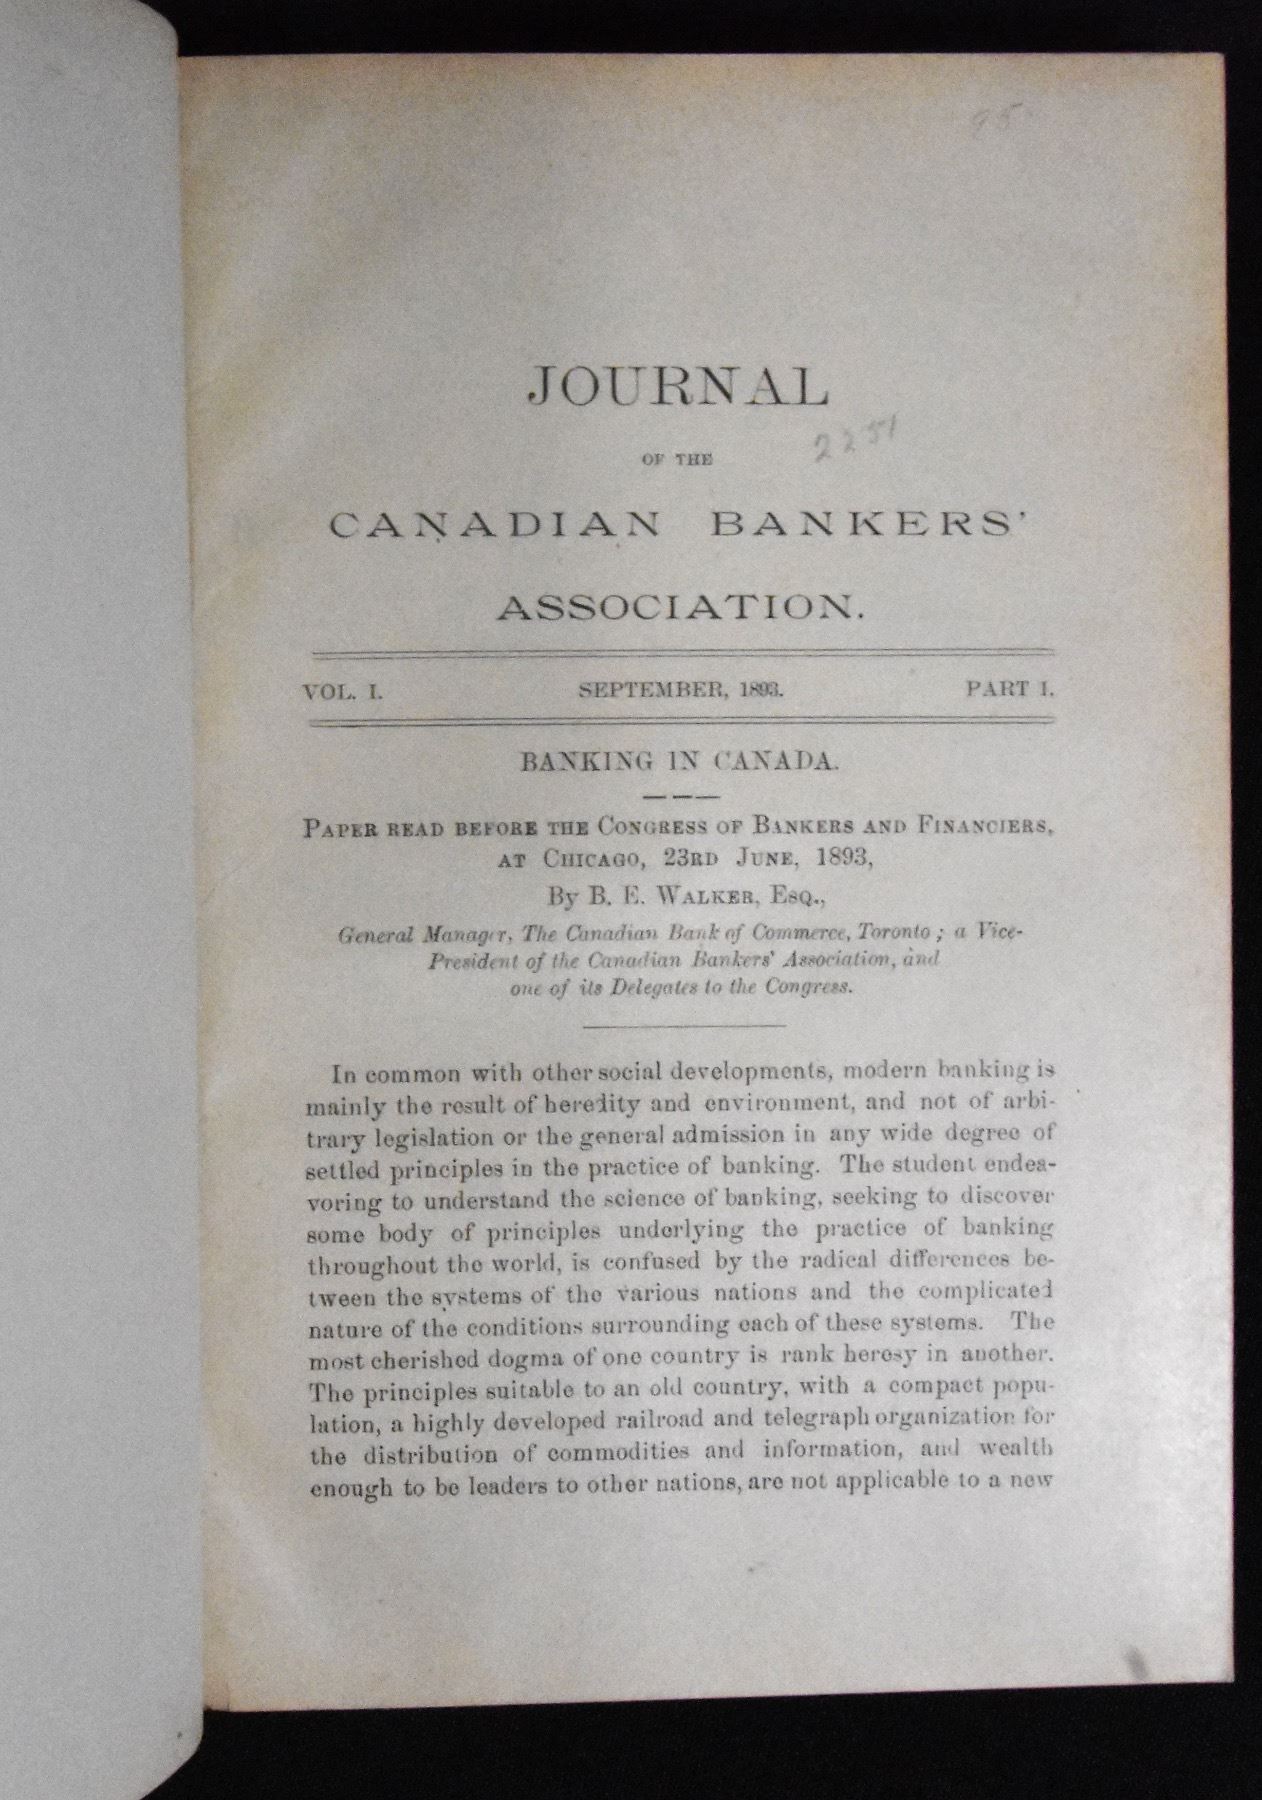 95
JOURNAL
2251
OF THE
CANADIAN BANKERS'
ASSOCIATION.
VOL. I. SEPTEMBER, 1893. PART I.
BANKING IN CANADA.
PAPER READ BEFORE THE CONGRESS OF BANKERS AND FINANCIERS,
AT CHICAGO, 23RD JUNE, 1893,
By B. E. WALKER, ESQ.,
General Manager, The Canadian Bank of Commerce, Toronto; a Vice-
President of the Canadian Bankers' Association, and
one of its Delegates to the Congress.
In common with other social developments, modern banking is
mainly the result of heredity and environment, and not of arbi-
trary legislation or the general admission in any wide degree of
settled principles in the practice of banking. The student endea-
voring to understand the science of banking, seeking to discover
some body of principles underlying the practice of banking
throughout the world, is confused by the radical differences be-
tween the systems of the various nations and the complicated
nature of the conditions surrounding each of these systems. The
most cherished dogma of one country is rank heresy in another.
The principles suitable to an old country, with a compact popu-
lation, a highly developed railroad and telegraph organization for
the distribution of commodities and information, and wealth
enough to be leaders to other nations, are not applicable to a new